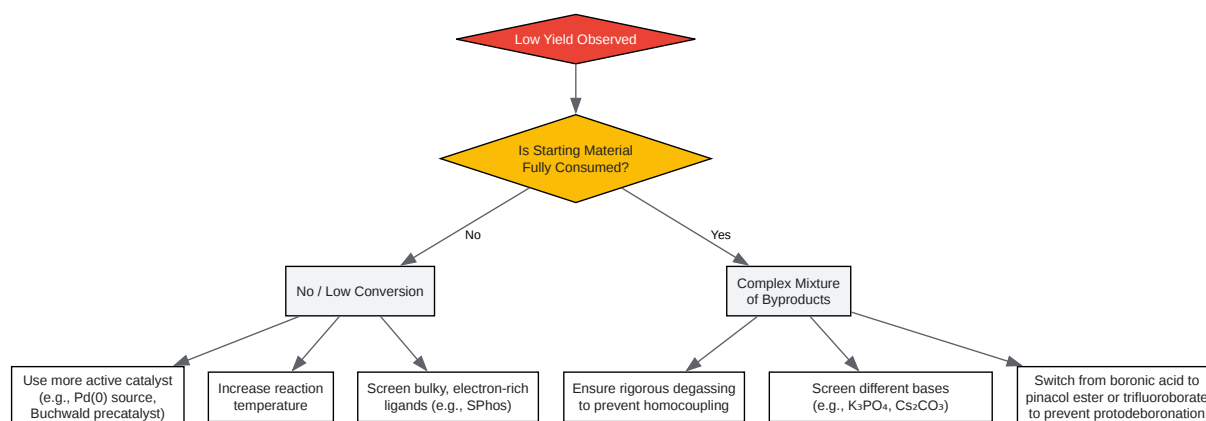 Low Yield Observed
Is Starting Material
Fully Consumed?
No
Yes
No / Low Conversion
Complex Mixture
of Byproducts
Use more active catalyst
(e.g., Pd(0) source,
Buchwald precatalyst)
Increase reaction
temperature
Screen bulky, electron-rich
ligands (e.g., SPhos)
Ensure rigorous degassing
to prevent homocoupling
Screen different bases
(e.g., K₃PO₄, Cs₂CO₃)
Switch from boronic acid to
pinacol ester or trifluoroborate
to prevent protodeboronation